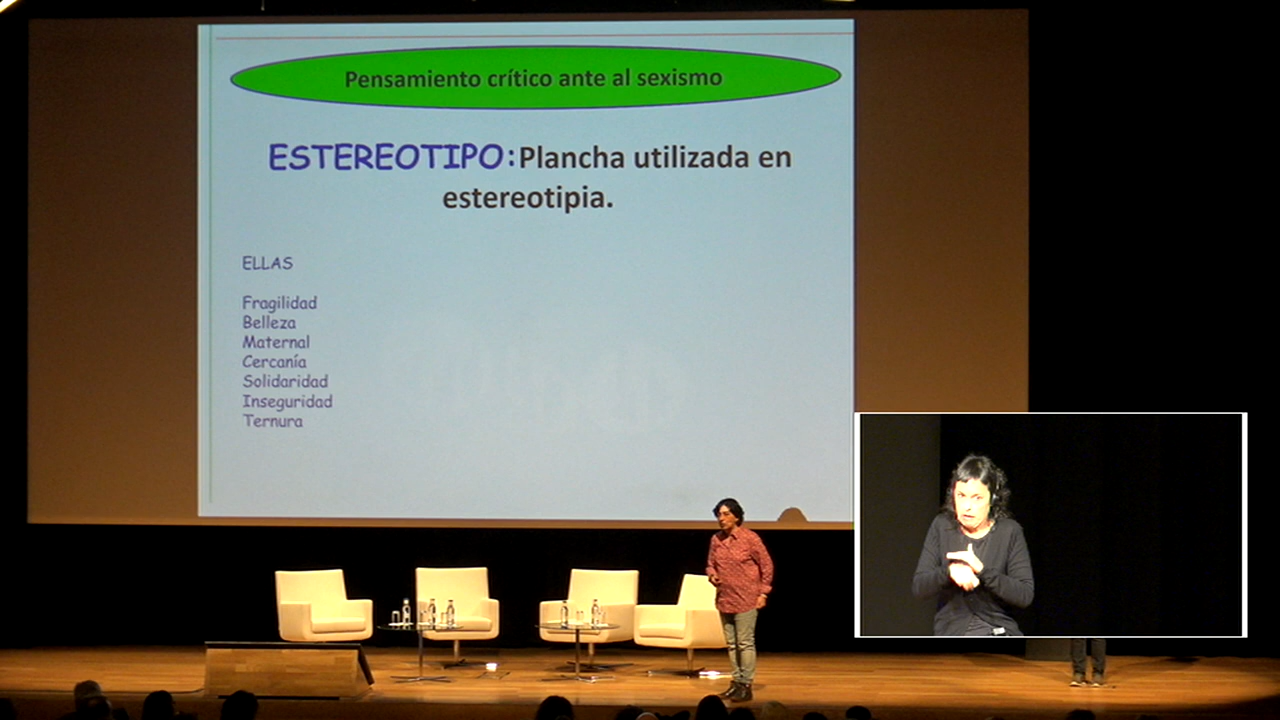 Pensamiento crítico ante al sexismo
ESTEREOTIPO:Plancha utilizada en
estereotipia.
ELLAS
Fragilidad
Belleza
Maternal
Cercanía
Solidaridad
Inseguridad
Ternura